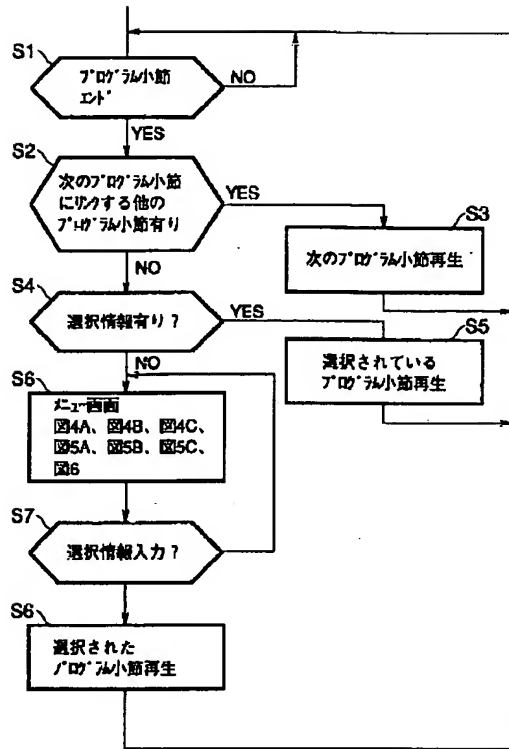 S1
プログラム小節
エンド
NO
YES
S2
次のプログラム小節
にリンクする他の
プログラム小節有り
YES
S3
次のプログラム小節再生
NO
S4
選択情報有り?
YES
S5
選択されている
プログラム小節再生
NO
S6
メニュー画面
図4A、図4B、図4C、
図5A、図5B、図5C、
図6
S7
選択情報入力?
S6
選択された
プログラム小節再生